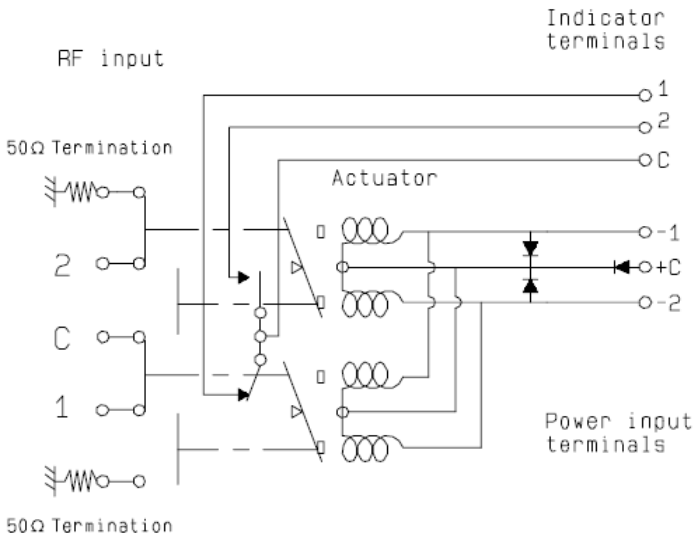 Indicator
terminals
RF input
1
2
50Ω Termination
C
Actuator
-1
2
+C
-2
C
1
Power input
terminals
50Ω Termination